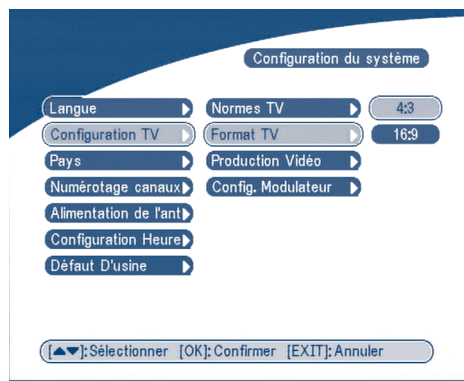 Configuration du système
Langue Normes TV 4:3
Configuration TV Format TV 16:9
Pays Production Vidéo
Numérotage canaux Config. Modulateur
Alimentation de l'ant
Configuration Heure
Défaut D'usine
[▲▼]: Sélectionner [OK]: Confirmer [EXIT]: Annuler